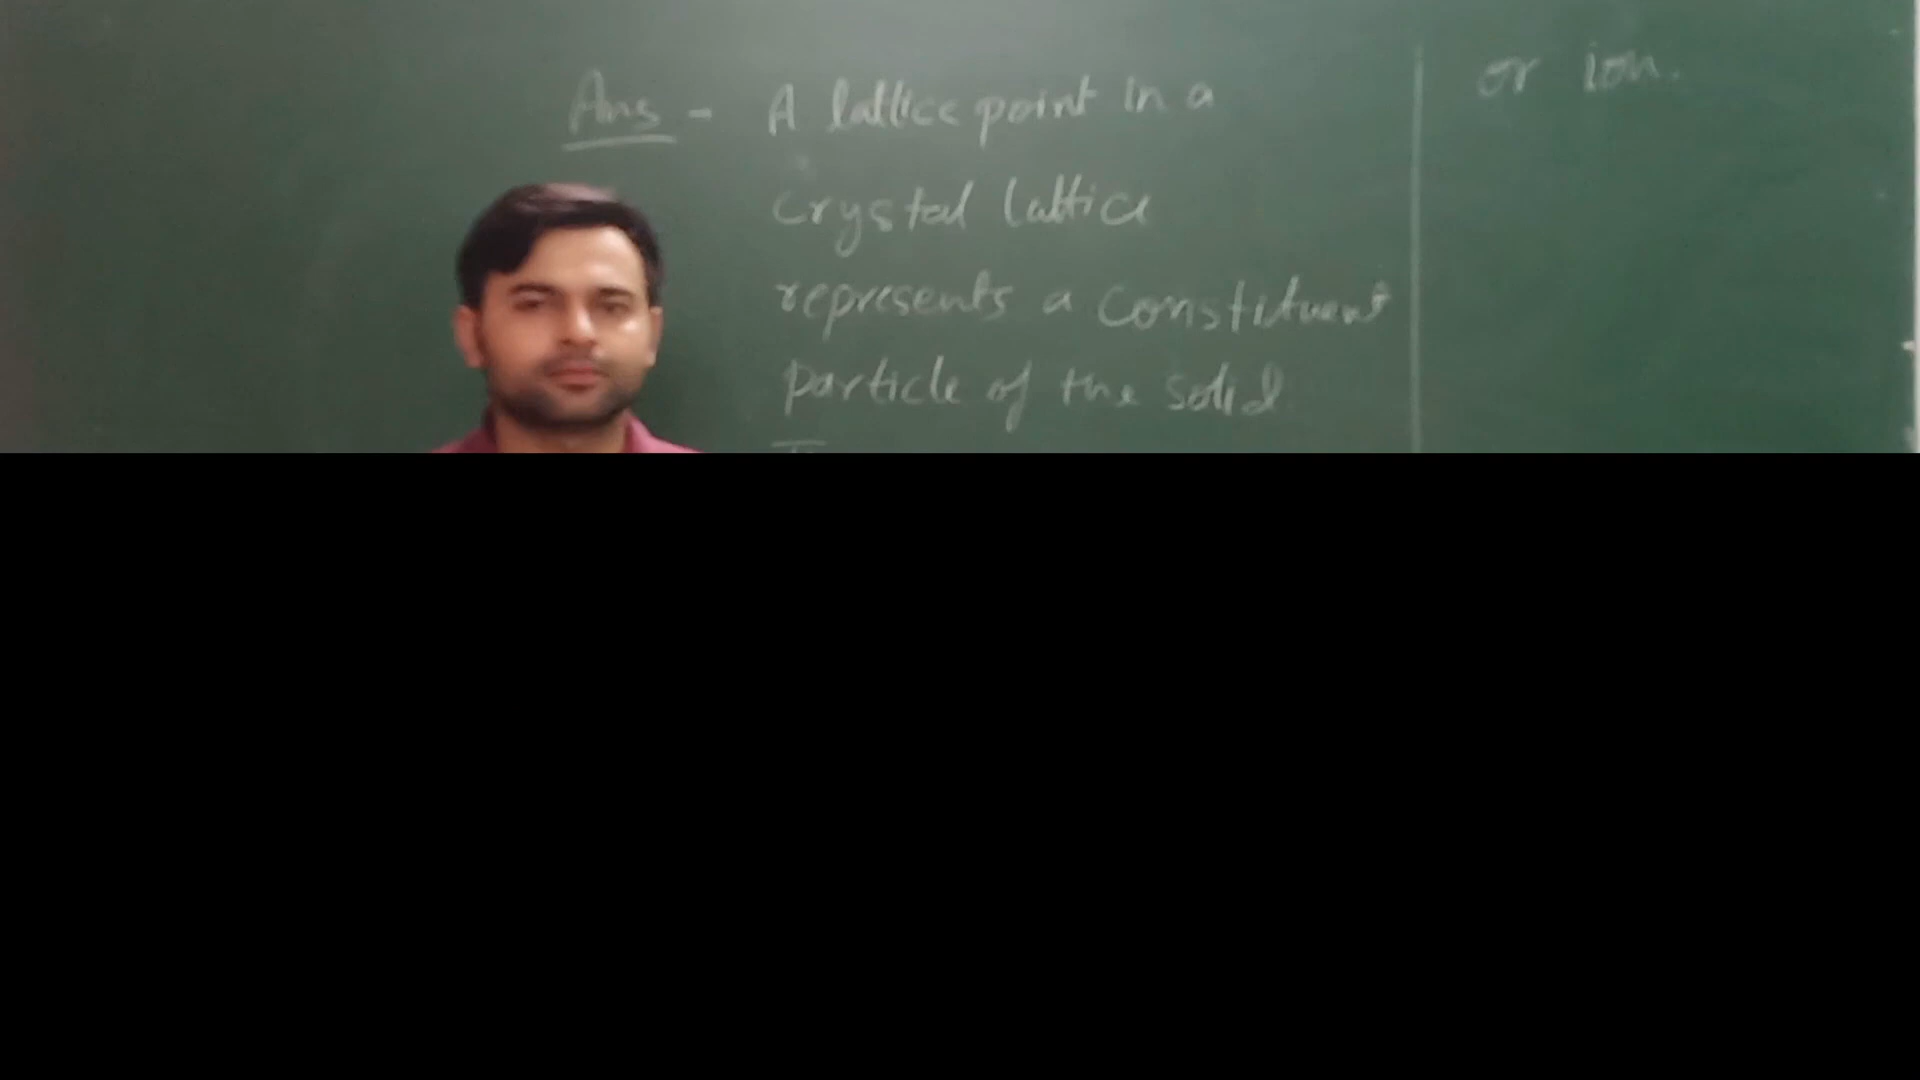 Ans - A lattice point in a
crystal lattice
represents a constituent
particle of the solid
or ion.